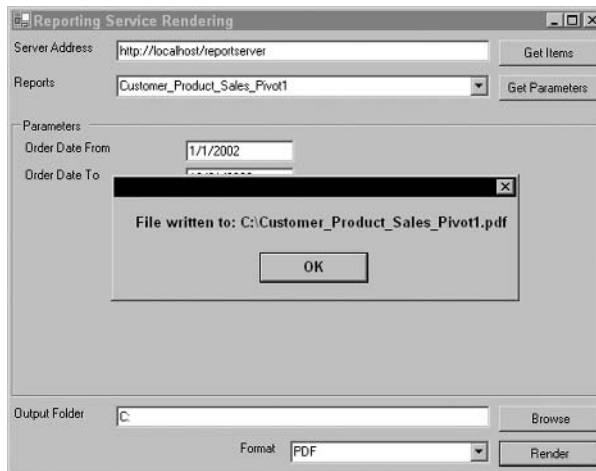 Reporting Service Rendering
Server Address http://localhost/reportserver Get Items
Reports Customer_Product_Sales_Pivot1 Get Parameters
Parameters
Order Date From 1/1/2002
Order Date To
File written to: C:\Customer_Product_Sales_Pivot1.pdf
OK
Output Folder C: Browse
Format PDF Render